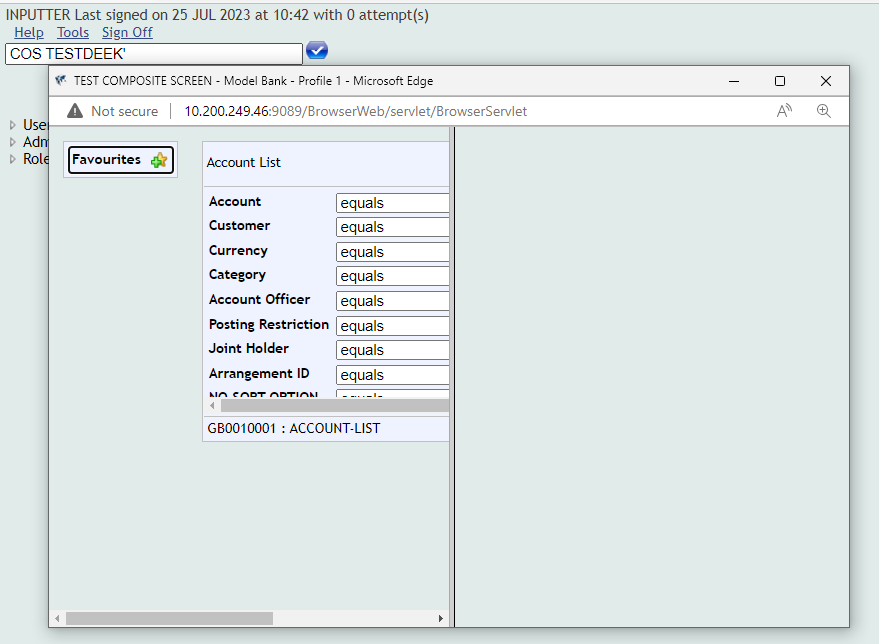 INPUTTER Last signed on 25 JUL 2023 at 10:42 with 0 attempt(s)
Help Tools Sign Off
COS TESTDEEK'
TEST COMPOSITE SCREEN - Model Bank - Profile 1 - Microsoft Edge
Not secure 10.200.249.46:9089/BrowserWeb/servlet/BrowserServlet
User
Adm
Role
Favourites
Account List
Account equals
Customer equals
Currency equals
Category equals
Account Officer equals
Posting Restriction equals
Joint Holder equals
Arrangement ID equals
NO SORT OPTION equals
GB0010001 : ACCOUNT-LIST